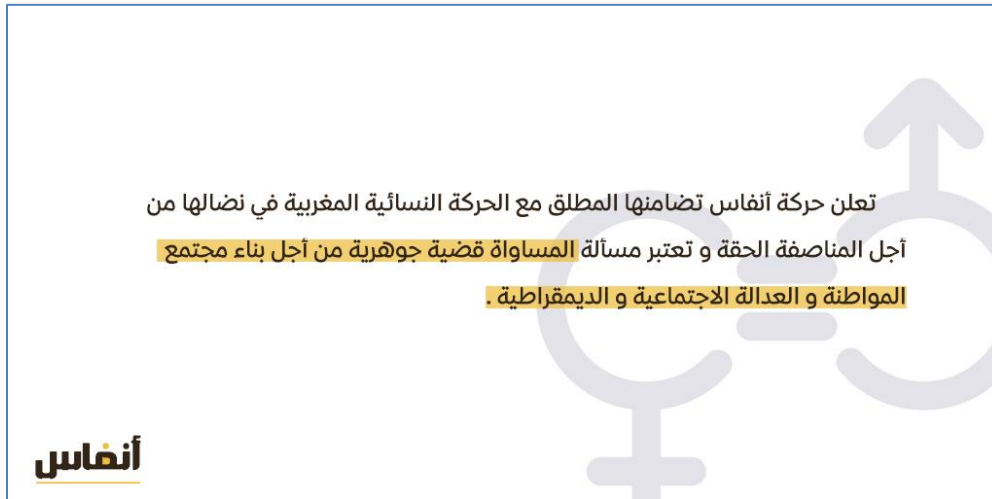 تعلن حركة أنفاس تضامنها المطلق مع الحركة النسائية المغربية في نضالها من
أجل المناصفة الحقة و تعتبر مسألة المساواة قضية جوهرية من أجل بناء مجتمع
المواطنة و العدالة الاجتماعية و الديمقراطية .
أنفاس